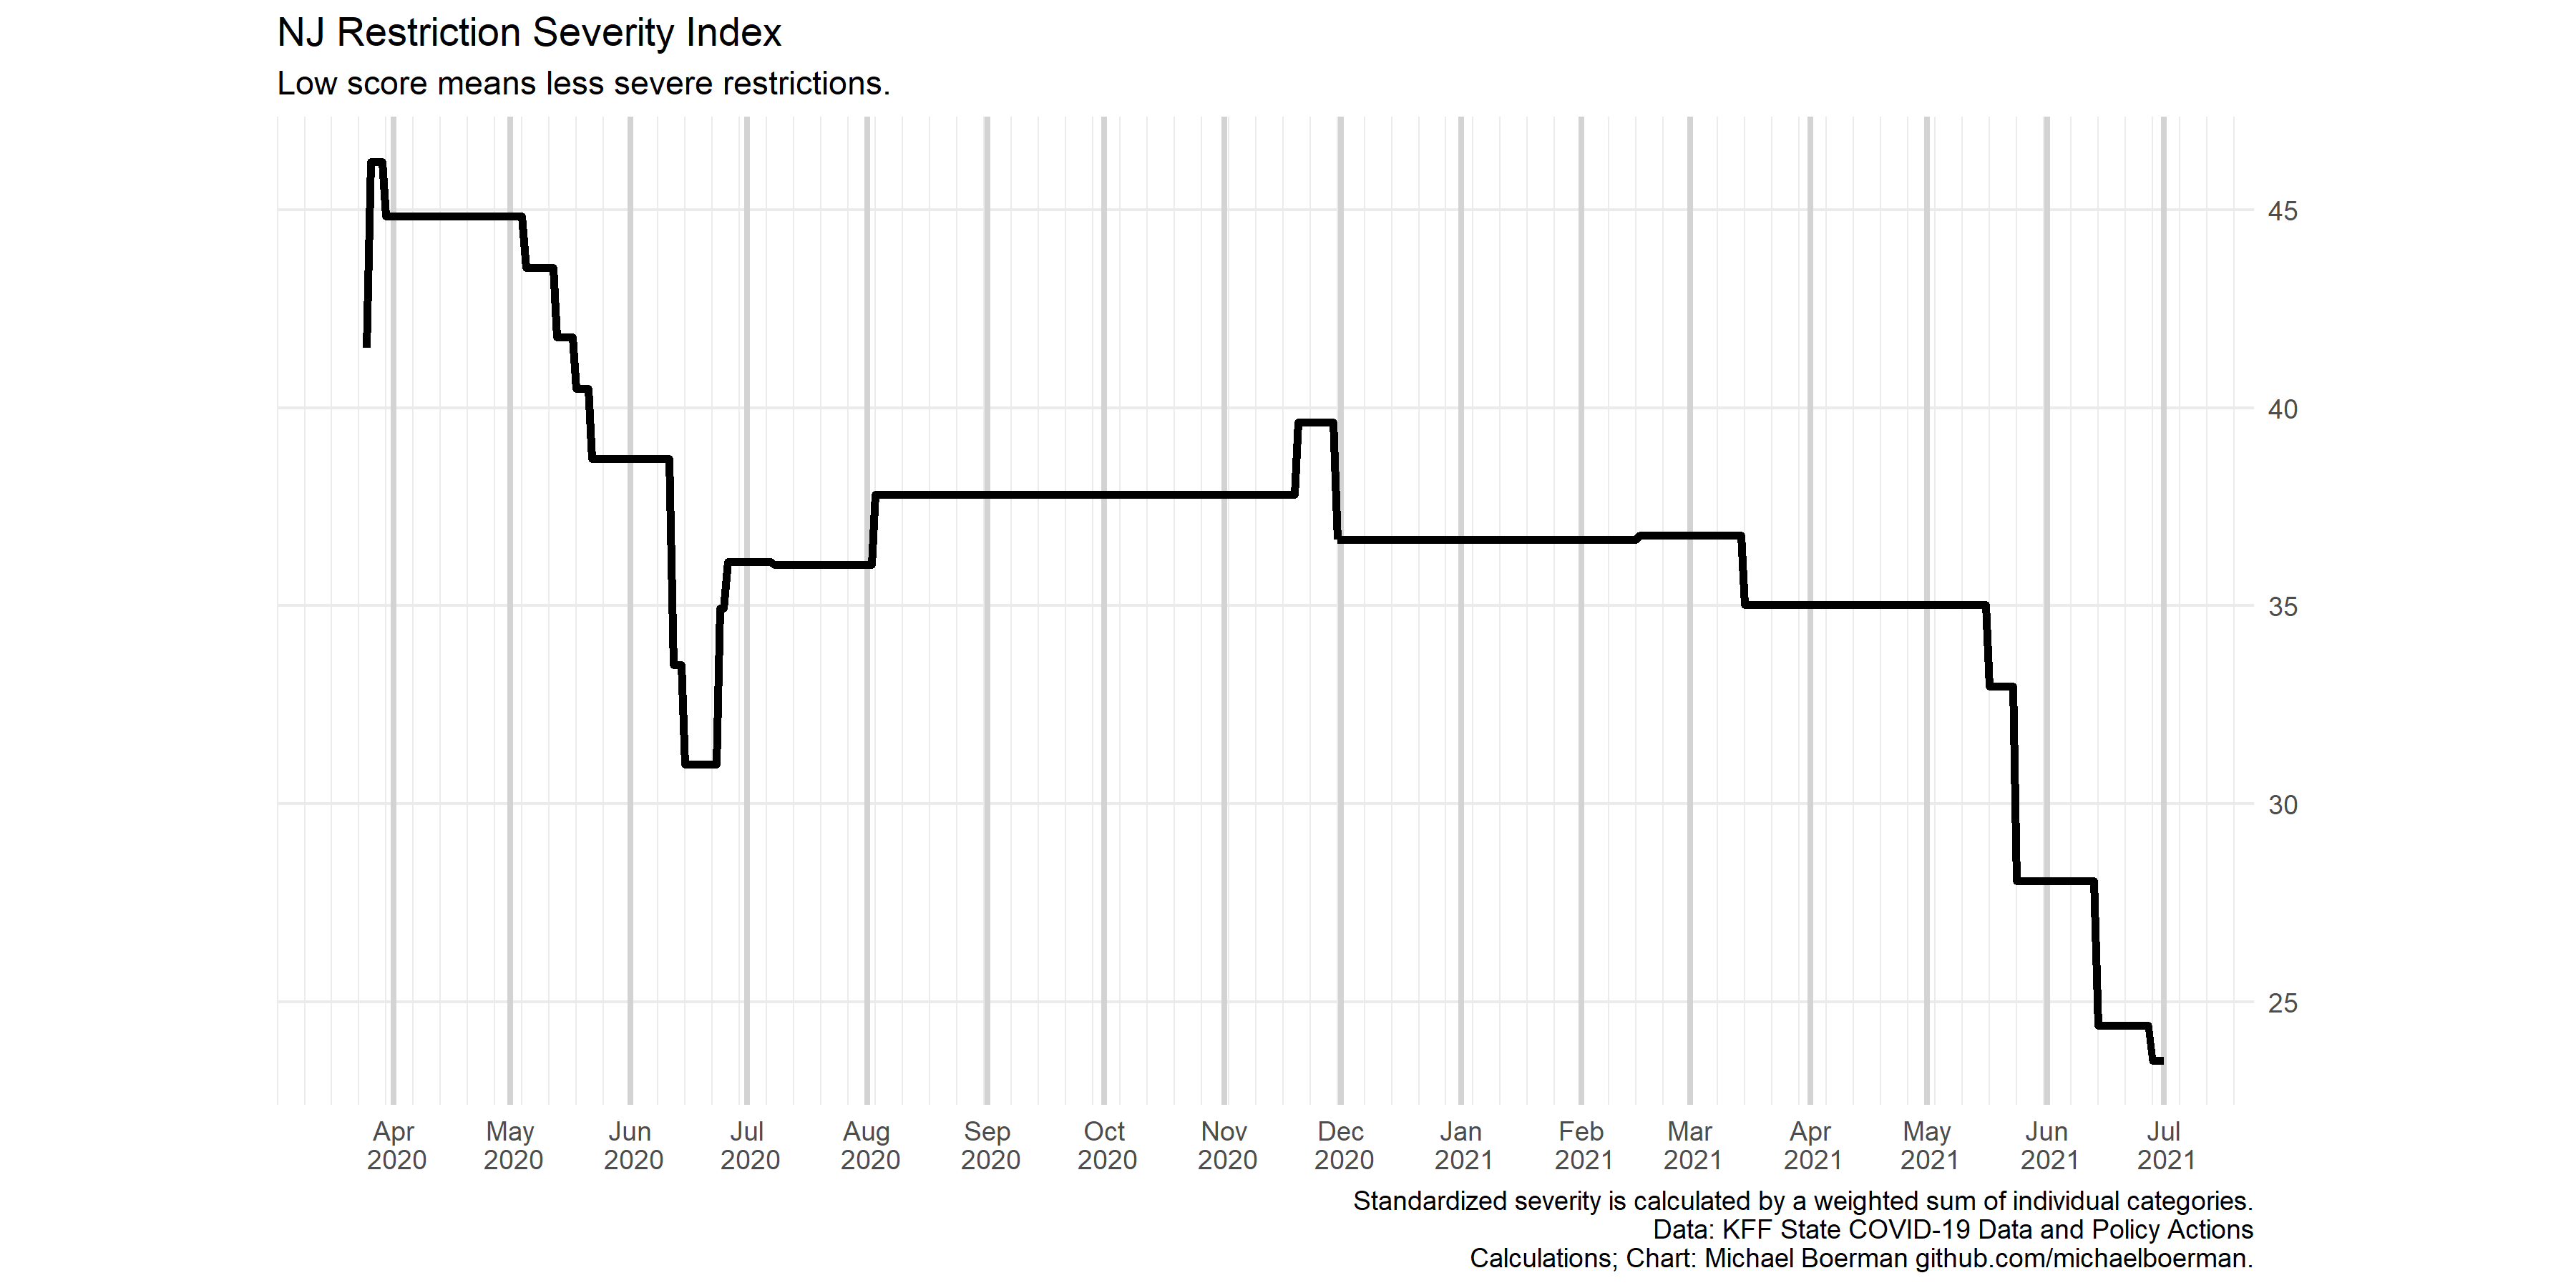 NJ Restriction Severity Index
Low score means less severe restrictions.
45
40
35
30
25
Apr May Jun Jul Aug Sep Oct Nov Dec Jan Feb Mar Apr May Jun Jul
2020 2020 2020 2020 2020 2020 2020 2020 2020 2021 2021 2021 2021 2021 2021 2021
Standardized severity is calculated by a weighted sum of individual categories.
Data: KFF State COVID-19 Data and Policy Actions
Calculations; Chart: Michael Boerman github.com/michaelboerman.